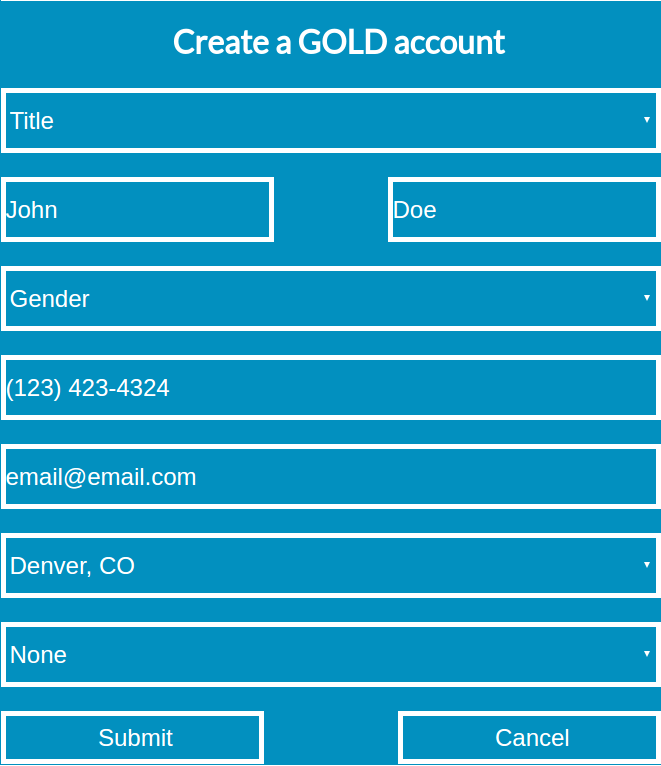 Create a GOLD account
Title
John Doe
Gender
(123) 423-4324
email@email.com
Denver, CO
None
Submit Cancel